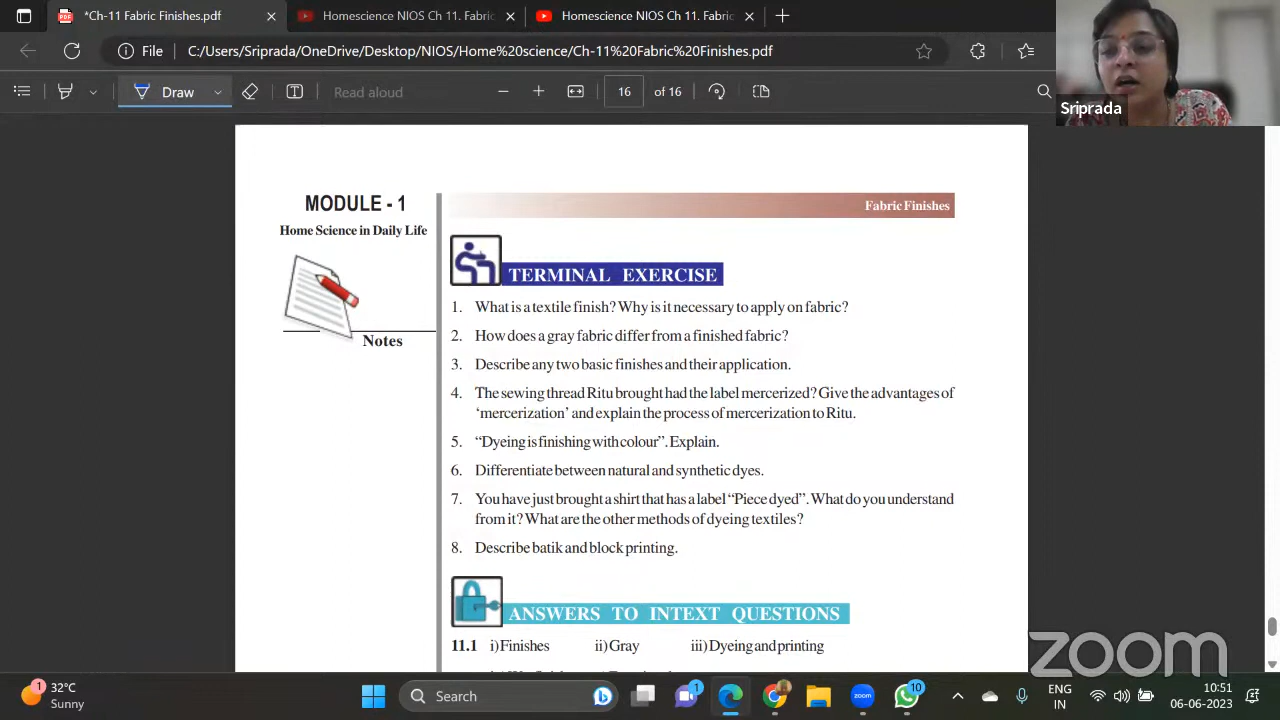 *Ch-11 Fabric Finishes.pdf
Homescience NIOS Ch 11. Fabric
Homescience NIOS Ch 11. Fabric
File
C:/Users/Sriprada/OneDrive/Desktop/NIOS/Home%20science/Ch-11%20Fabric%20Finishes.pdf
Draw
Read aloud
16 of 16
Sriprada
MODULE - 1
Home Science in Daily Life
Notes
Fabric Finishes
TERMINAL EXERCISE
1. What is a textile finish? Why is it necessary to apply on fabric?
2. How does a gray fabric differ from a finished fabric?
3. Describe any two basic finishes and their application.
4. The sewing thread Ritu brought had the label mercerized? Give the advantages of
‘mercerization’ and explain the process of mercerization to Ritu.
5. “Dyeing is finishing with colour”. Explain.
6. Differentiate between natural and synthetic dyes.
7. You have just brought a shirt that has a label “Piece dyed”. What do you understand
from it? What are the other methods of dyeing textiles?
8. Describe batik and block printing.
ANSWERS TO INTEXT QUESTIONS
11.1 i) Finishes ii) Gray iii) Dyeing and printing
zoom
1
32°C
Sunny
Search
1
zoom
10
ENG
IN
10:51
06-06-2023